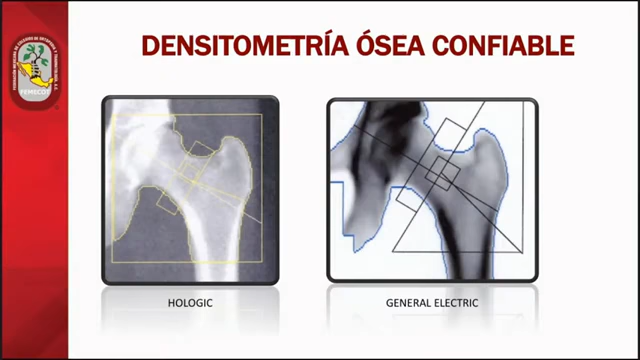 DENSITOMETRÍA ÓSEA CONFIABLE
FEMECOT
HOLOGIC
GENERAL ELECTRIC